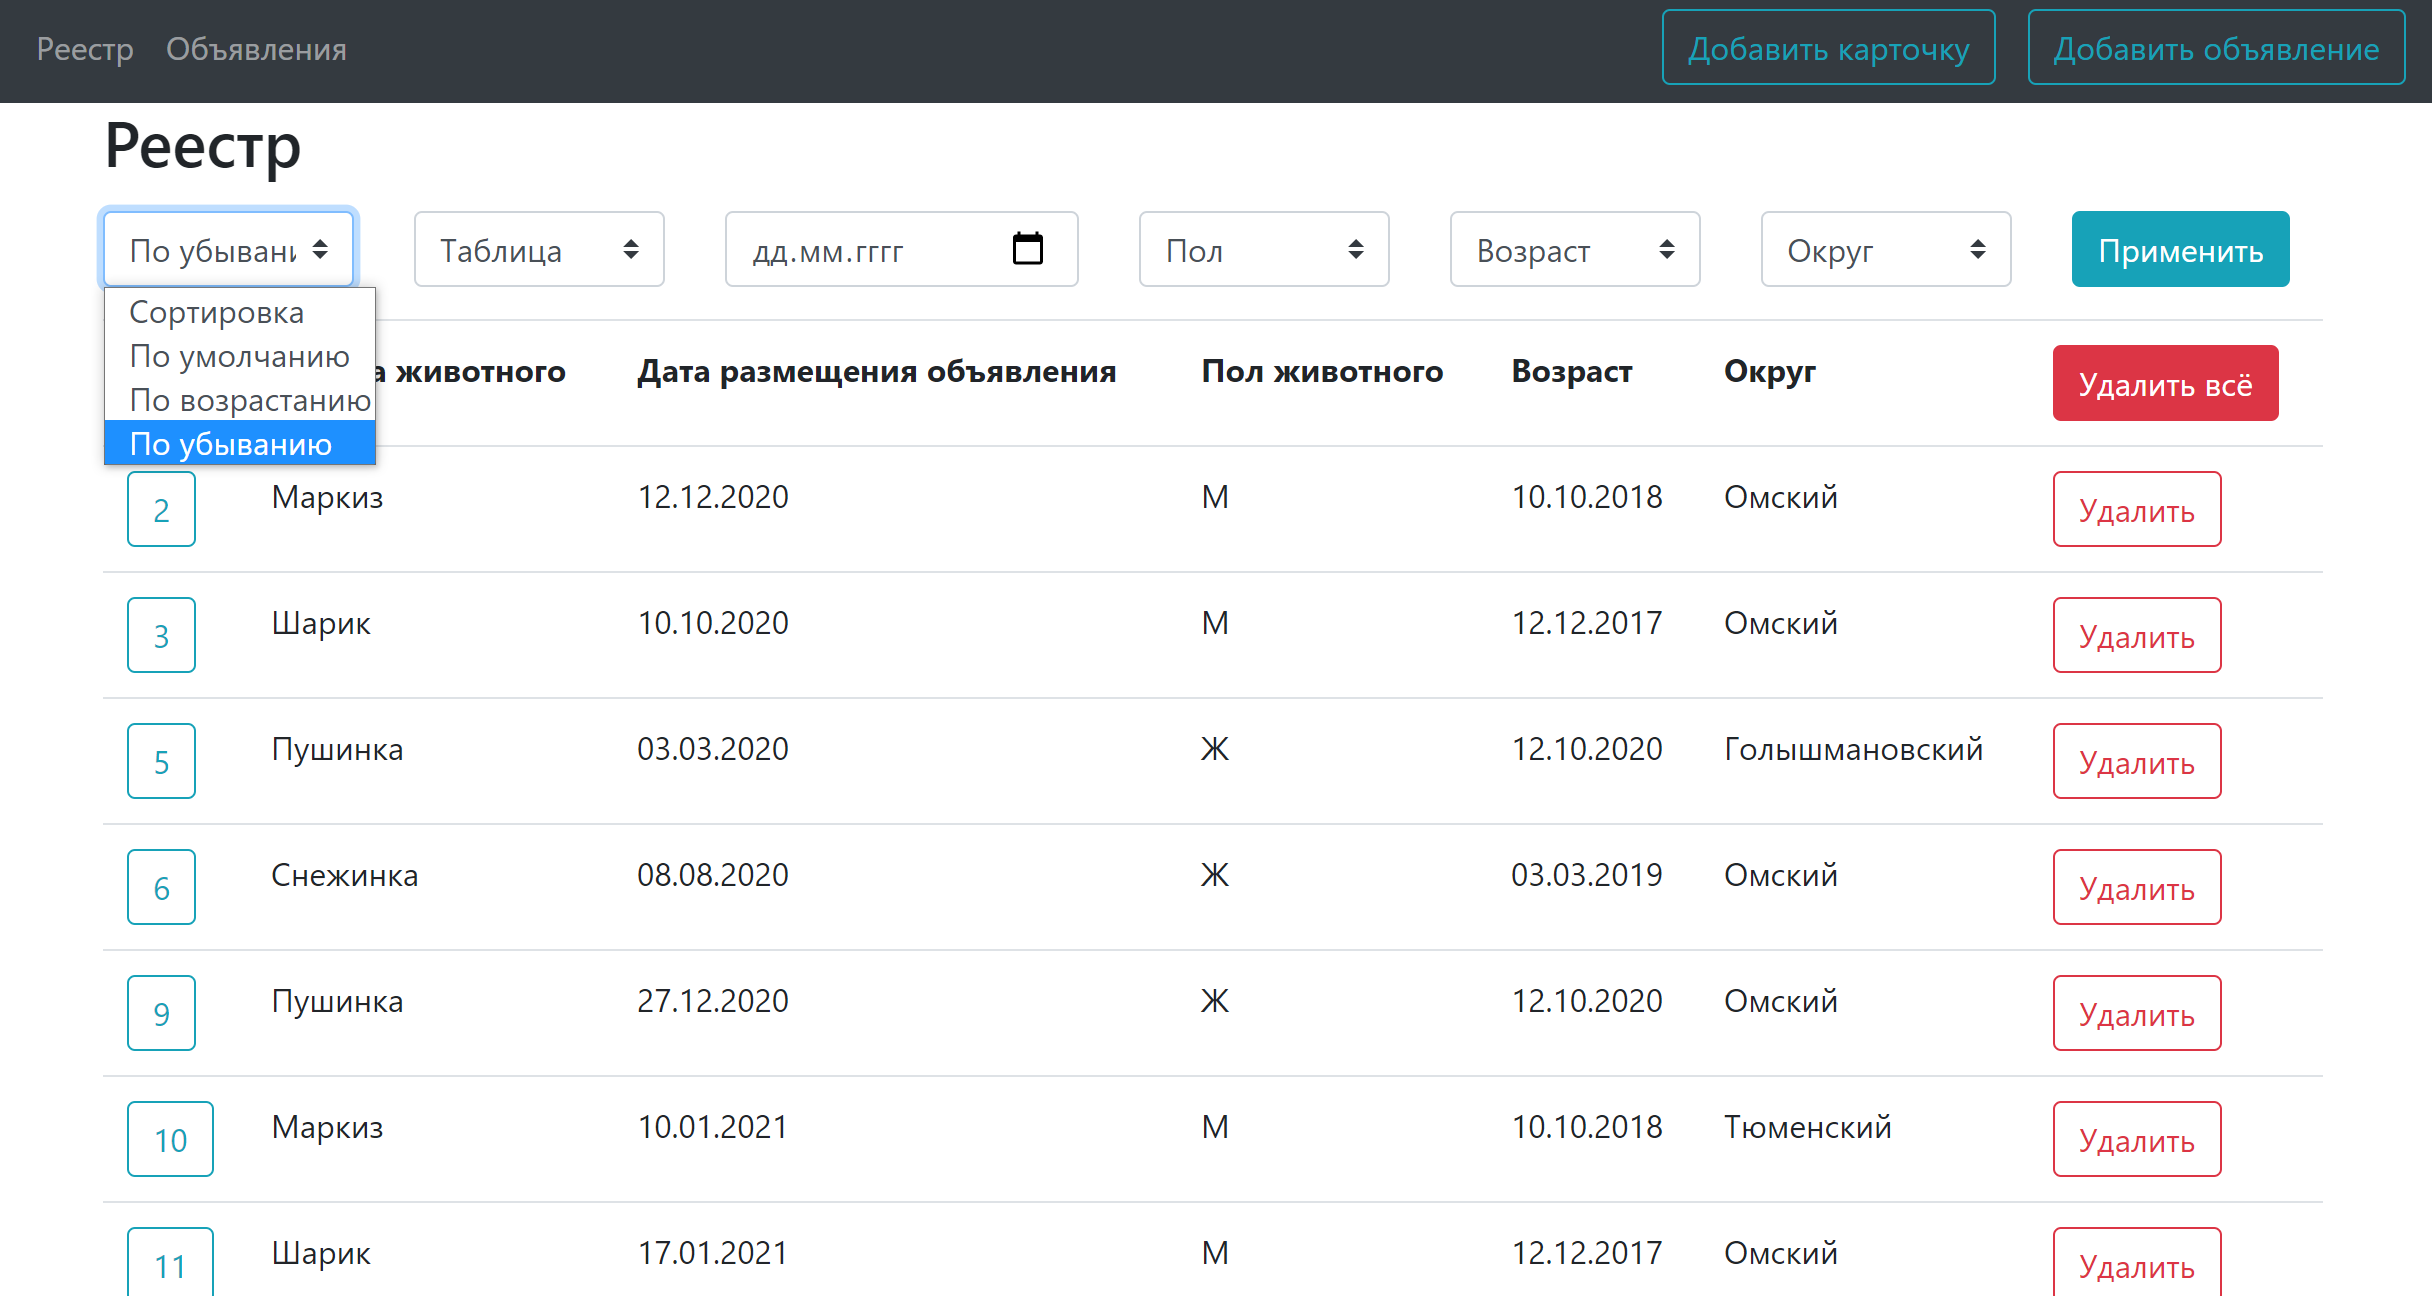 Реестр Объявления Добавить карточку Добавить объявление
Реестр
По убывани Таблица дд.мм.гггг Пол Возраст Округ Применить
Сортировка
По умолчанию
По возрастанию
По убыванию
а животного Дата размещения объявления Пол животного Возраст Округ Удалить всё
2 Маркиз 12.12.2020 М 10.10.2018 Омский Удалить
3 Шарик 10.10.2020 М 12.12.2017 Омский Удалить
5 Пушинка 03.03.2020 Ж 12.10.2020 Голышмановский Удалить
6 Снежинка 08.08.2020 Ж 03.03.2019 Омский Удалить
9 Пушинка 27.12.2020 Ж 12.10.2020 Омский Удалить
10 Маркиз 10.01.2021 М 10.10.2018 Тюменский Удалить
11 Шарик 17.01.2021 М 12.12.2017 Омский Удалить